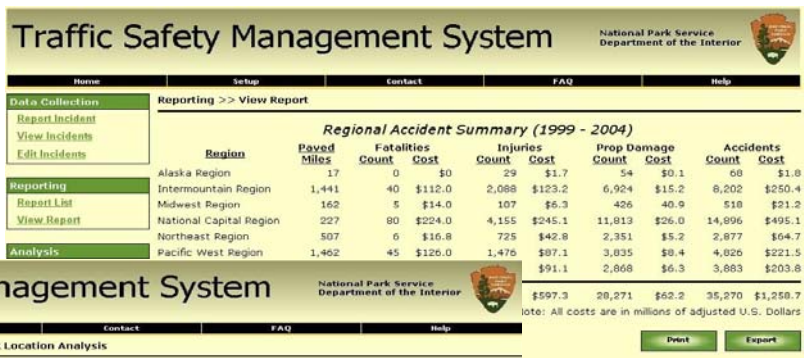 Traffic Safety Management System
National Park Service
Department of the Interior
Home Setup Contact FAQ Help
Data Collection
Report Incident
View Incidents
Edit Incidents
Reporting
Report List
View Report
Analysis
Reporting >> View Report
Regional Accident Summary (1999 - 2004)
Paved Fatalities Injuries Prop Damage Accidents
Region Miles Count Cost Count Cost Count Cost Count Cost
Alaska Region 17 0 $0 29 $1.7 54 $0.1 68 $1.8
Intermountain Region 1,441 40 $112.0 2,088 $123.2 6,924 $15.2 8,202 $250.4
Midwest Region 162 5 $14.0 107 $6.3 426 40.9 518 $21.2
National Capital Region 227 80 $224.0 4,155 $245.1 11,813 $26.0 14,896 $495.1
Northeast Region 507 6 $16.8 725 $42.8 2,351 $5.2 2,877 $64.7
Pacific West Region 1,462 45 $126.0 1,476 $87.1 3,835 $8.4 4,826 $221.5
$91.1 2,868 $6.3 3,883 $203.8
$597.3 28,271 $62.2 35,270 $1,258.7
ote: All costs are in millions of adjusted U.S. Dollars
Print Export
nagement System
National Park Service
Department of the Interior
Contact FAQ Help
Location Analysis